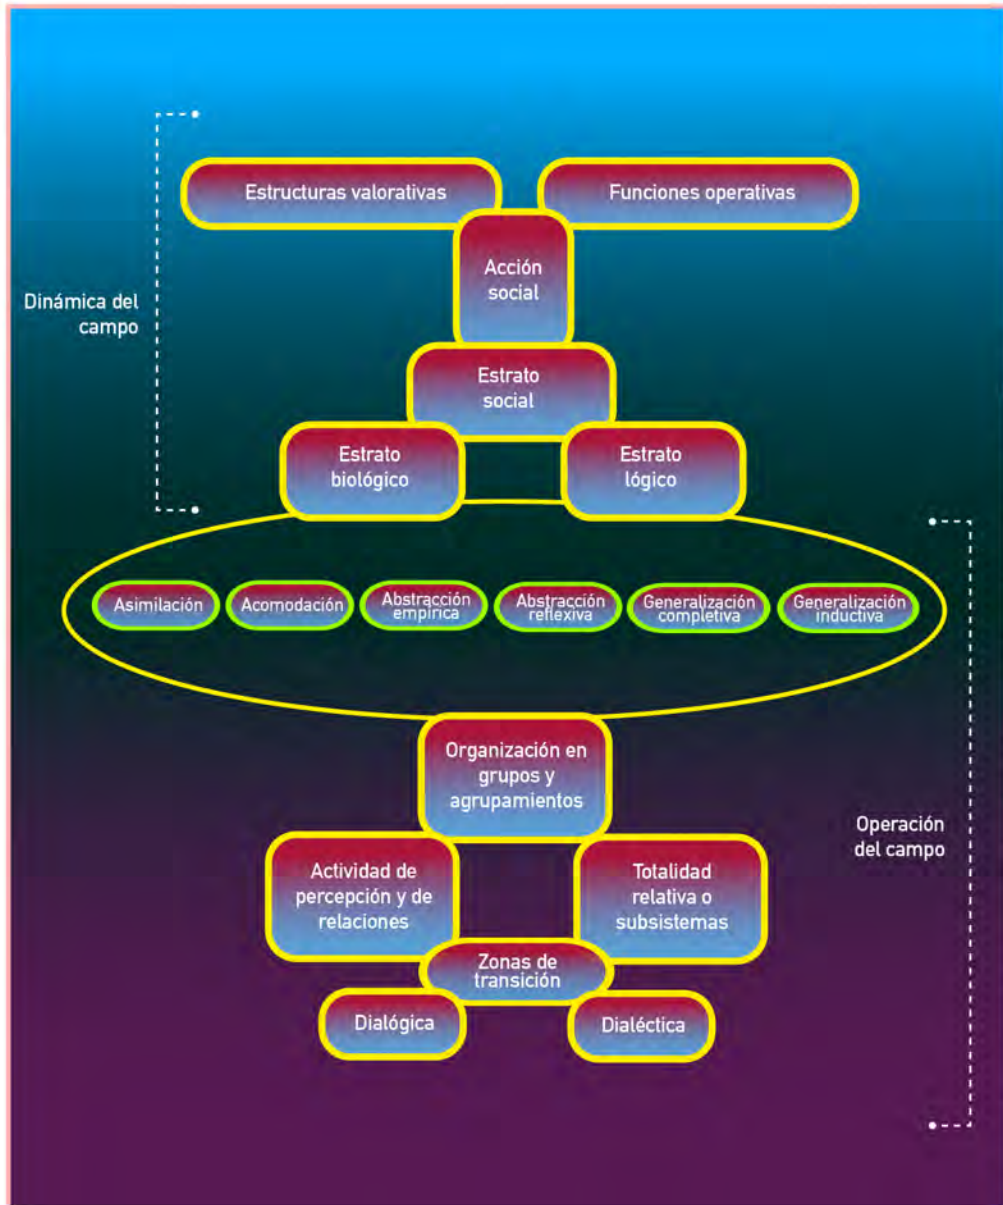 Estructuras valorativas
Funciones operativas
Acción
social
Dinámica del
campo
Estrato
social
Estrato
biológico
Estrato
lógico
Asimilación
Acomodación
Abstracción
empírica
Abstracción
reflexiva
Generalización
completiva
Generalización
inductiva
Organización en
grupos y
agrupamientos
Operación
del campo
Actividad de
percepción y de
relaciones
Totalidad
relativa o
subsistemas
Zonas de
transición
Dialógica
Dialéctica